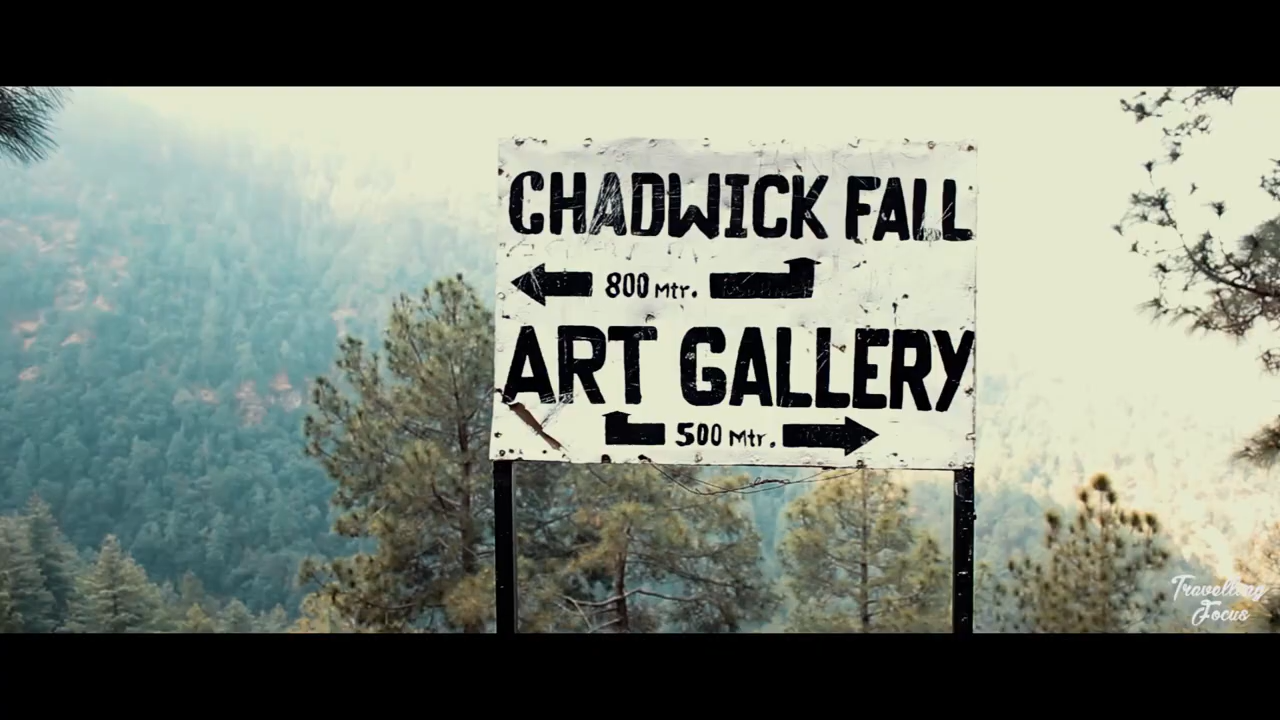 CHADWICK FALL
800 Mtr.
ART GALLERY
500 Mtr.
Travelling
Focus